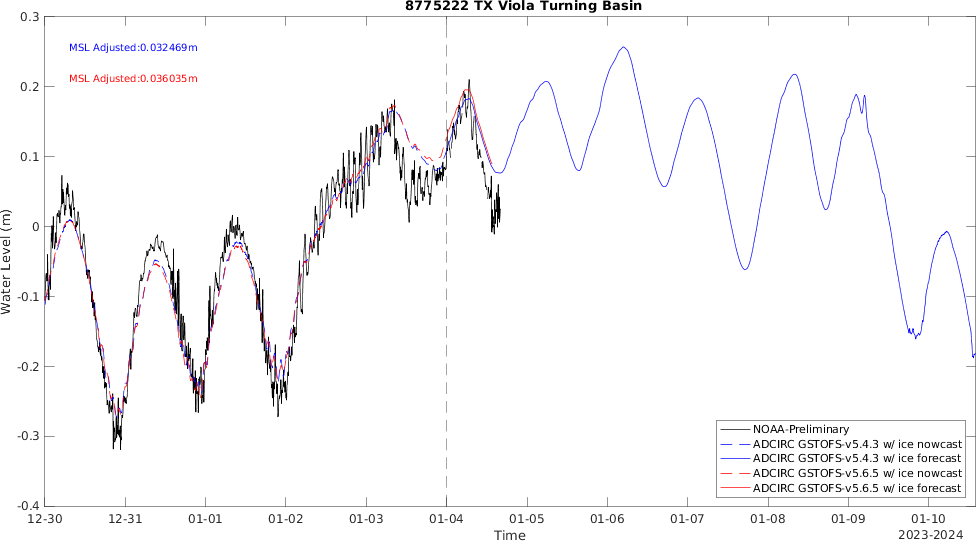 8775222 TX Viola Turning Basin
MSL Adjusted:0.032469m
MSL Adjusted:0.036035m
Water Level (m)
0.3
0.2
0.1
0
-0.1
-0.2
-0.3
-0.4
NOAA-Preliminary
ADCIRC GSTOFS-v5.4.3 w/ ice nowcast
ADCIRC GSTOFS-v5.4.3 w/ ice forecast
ADCIRC GSTOFS-v5.6.5 w/ ice nowcast
ADCIRC GSTOFS-v5.6.5 w/ ice forecast
12-30 12-31 01-01 01-02 01-03 01-04 01-05 01-06 01-07 01-08 01-09 01-10
Time
2023-2024